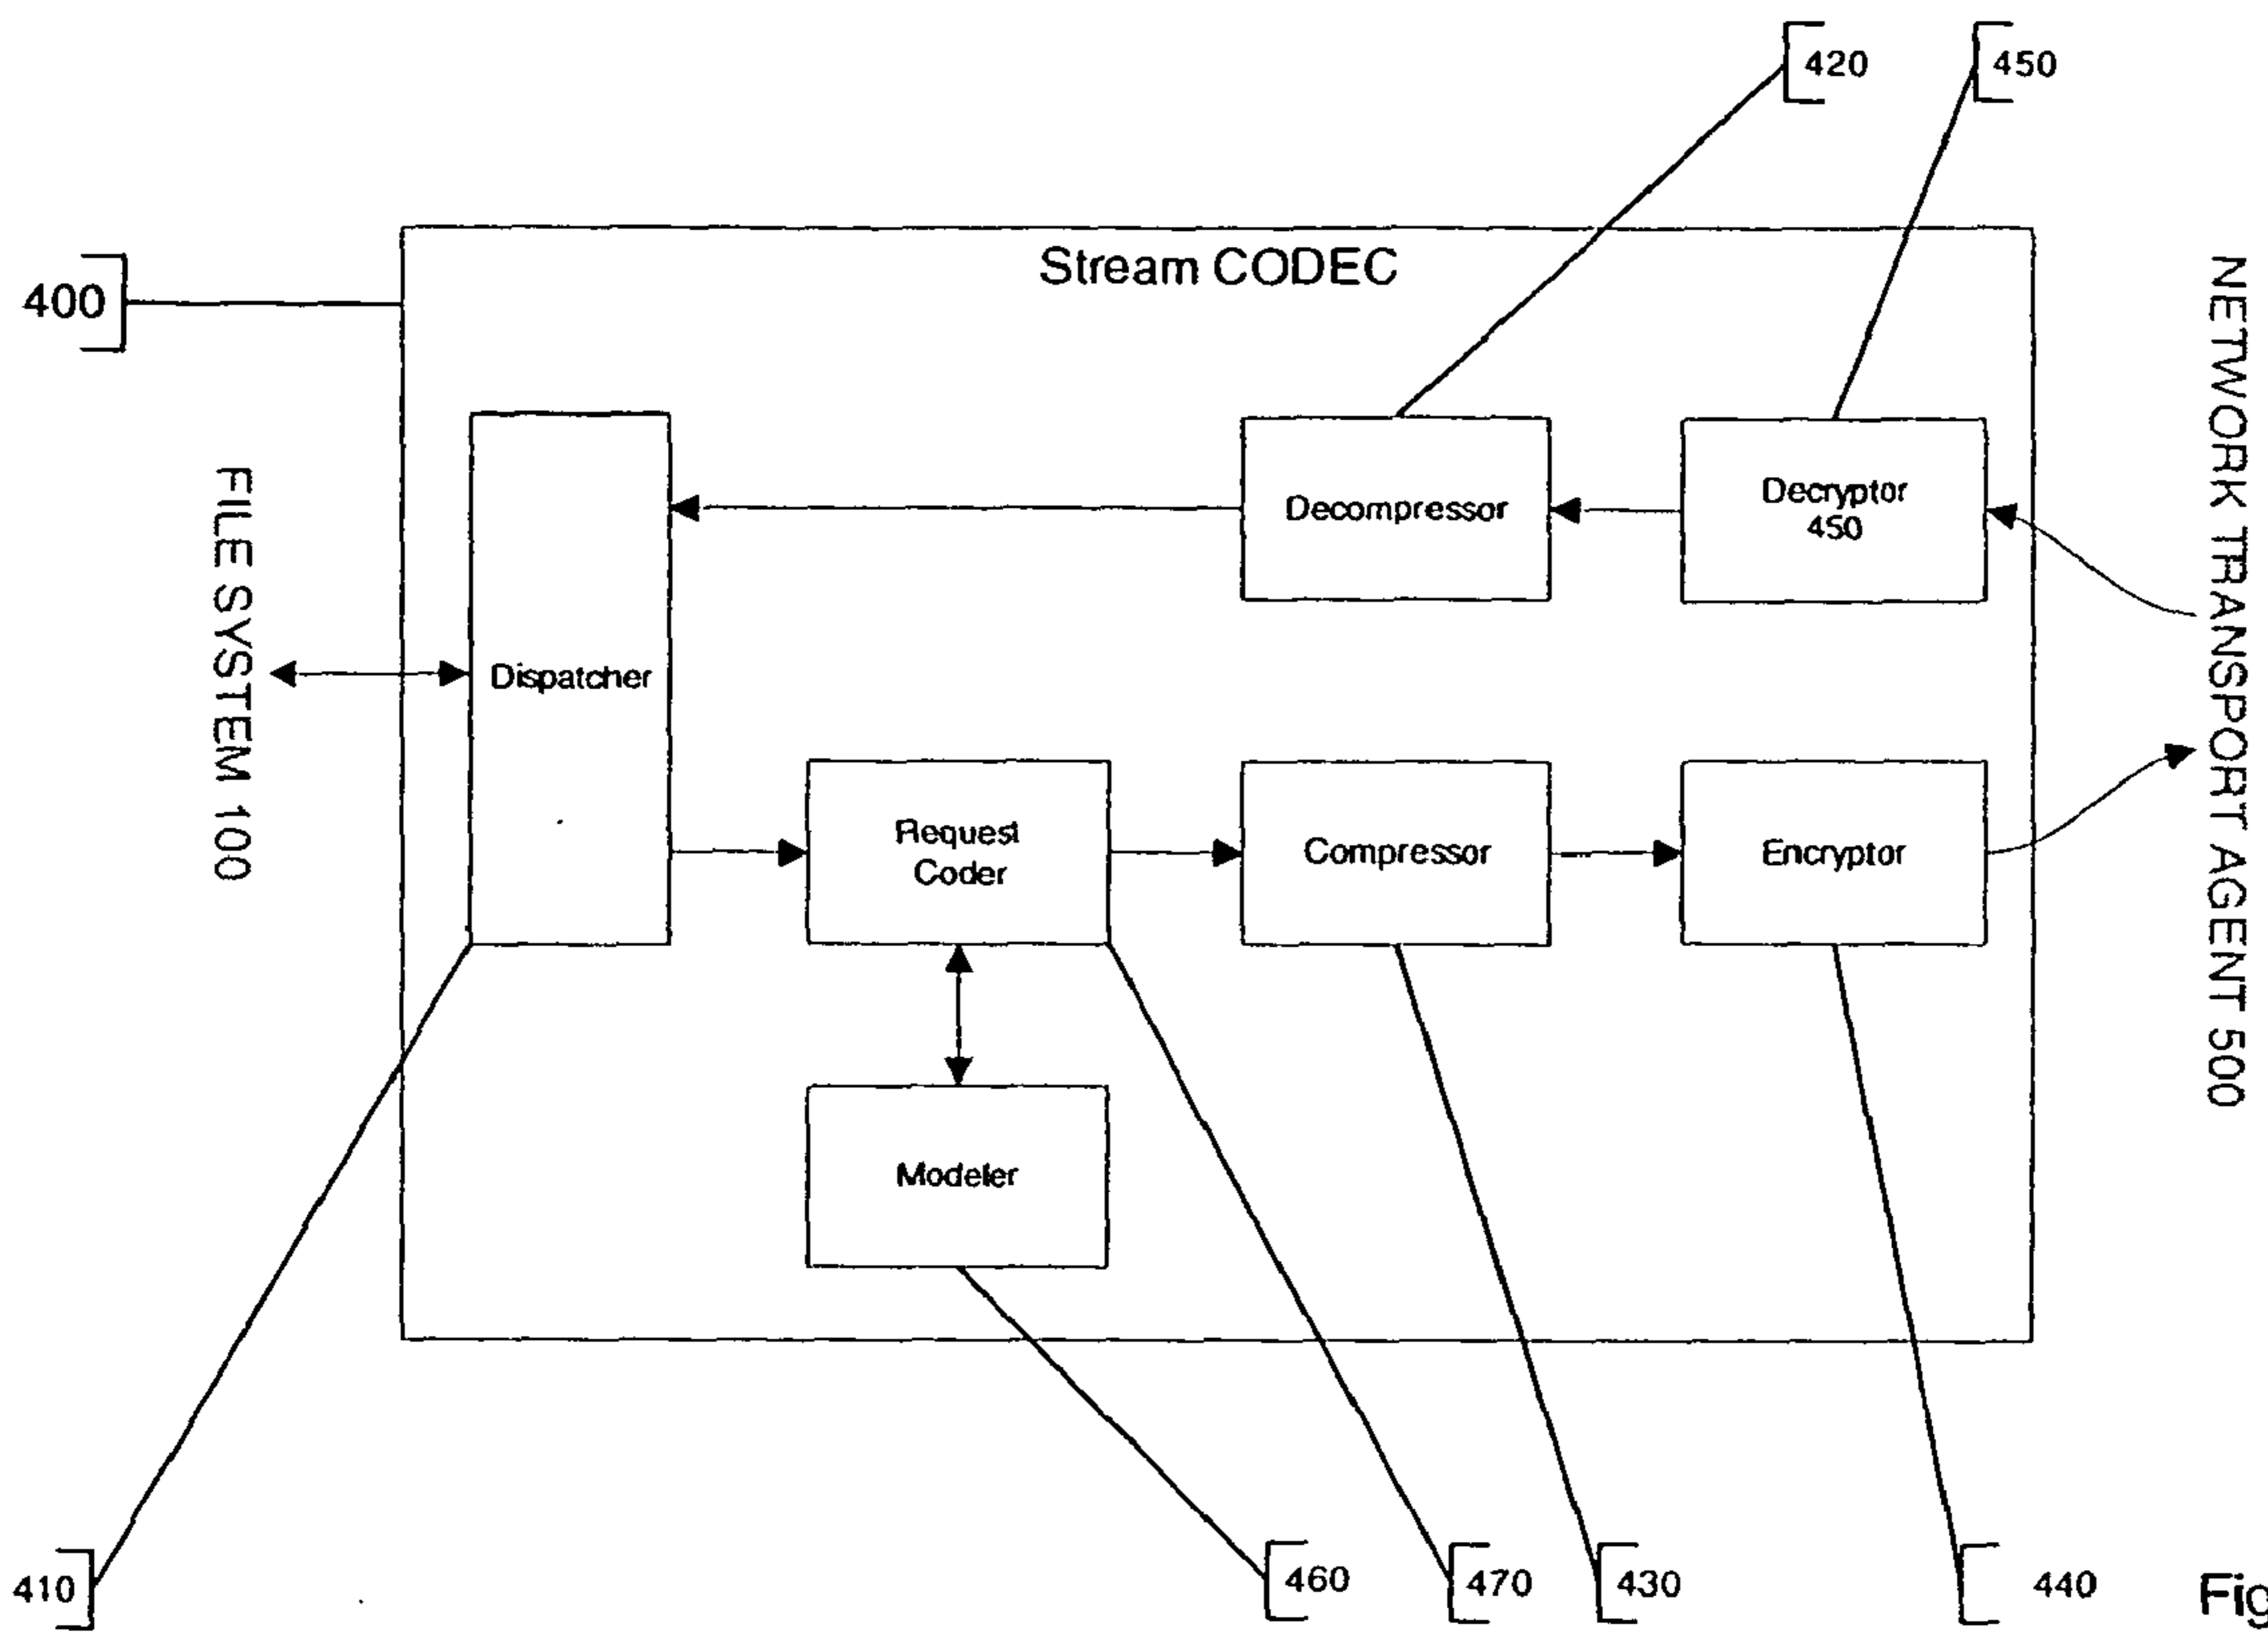 420
450
Stream CODEC
400
Decompressor
Decryptor
450
FILE SYSTEM 100
Dispatcher
NETWORK TRANSPORT AGENT 500
Request
Coder
Compressor
Encryptor
Modeler
410
460
470
430
440
Fig